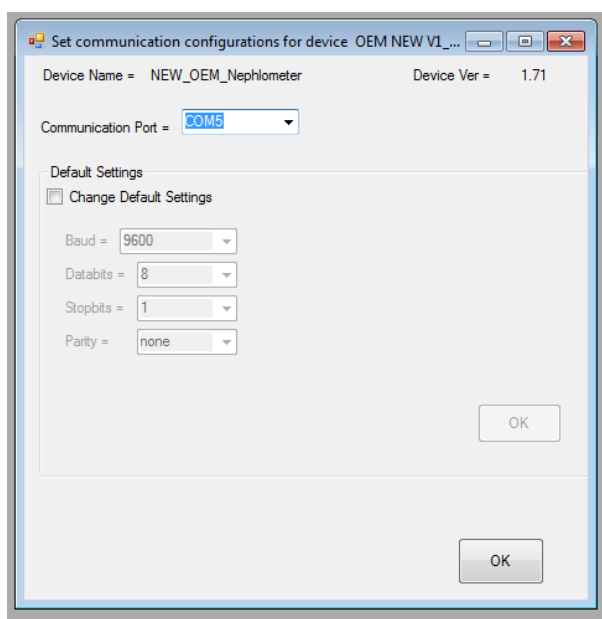 Set communication configurations for device OEM NEW V1_...
Device Name = NEW_OEM_Nephlometer Device Ver = 1.71
Communication Port = COM5
Default Settings
Change Default Settings
Baud = 9600
Databits = 8
Stopbits = 1
Parity = none
OK
OK